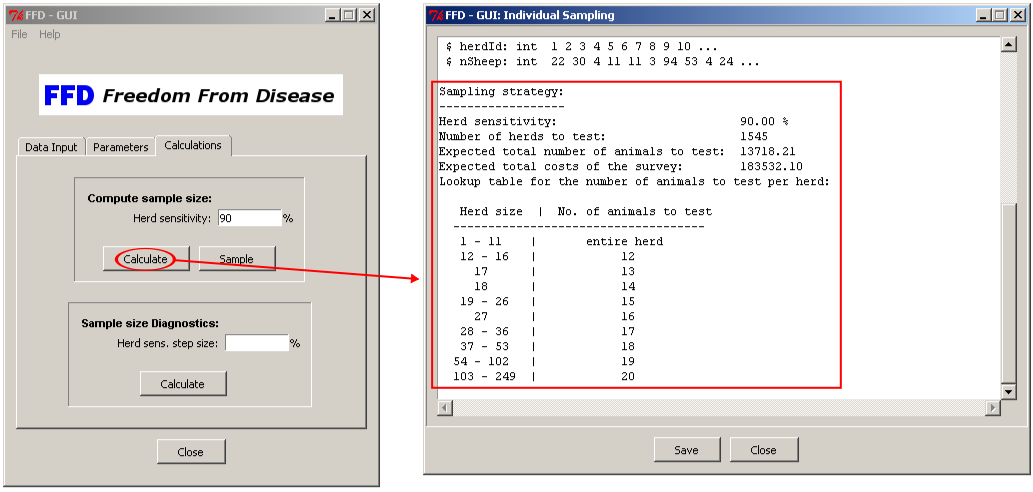 FFD - GUI
File Help
FFD Freedom From Disease
Data Input Parameters Calculations
Compute sample size:
Herd sensitivity: 90 %
Calculate Sample
Sample size Diagnostics:
Herd sens. step size: %
Calculate
Close
FFD - GUI: Individual Sampling
$ herdId: int 1 2 3 4 5 6 7 8 9 10 ...
$ nSheep: int 22 30 4 11 11 3 94 53 4 24 ...
Sampling strategy:
------------------
Herd sensitivity: 90.00 %
Number of herds to test: 1545
Expected total number of animals to test: 13718.21
Expected total costs of the survey: 183532.10
Lookup table for the number of animals to test per herd:
Herd size | No. of animals to test
------------------------------------
1 - 11 | entire herd
12 - 16 | 12
17 | 13
18 | 14
19 - 26 | 15
27 | 16
28 - 36 | 17
37 - 53 | 18
54 - 102 | 19
103 - 249 | 20
Save Close